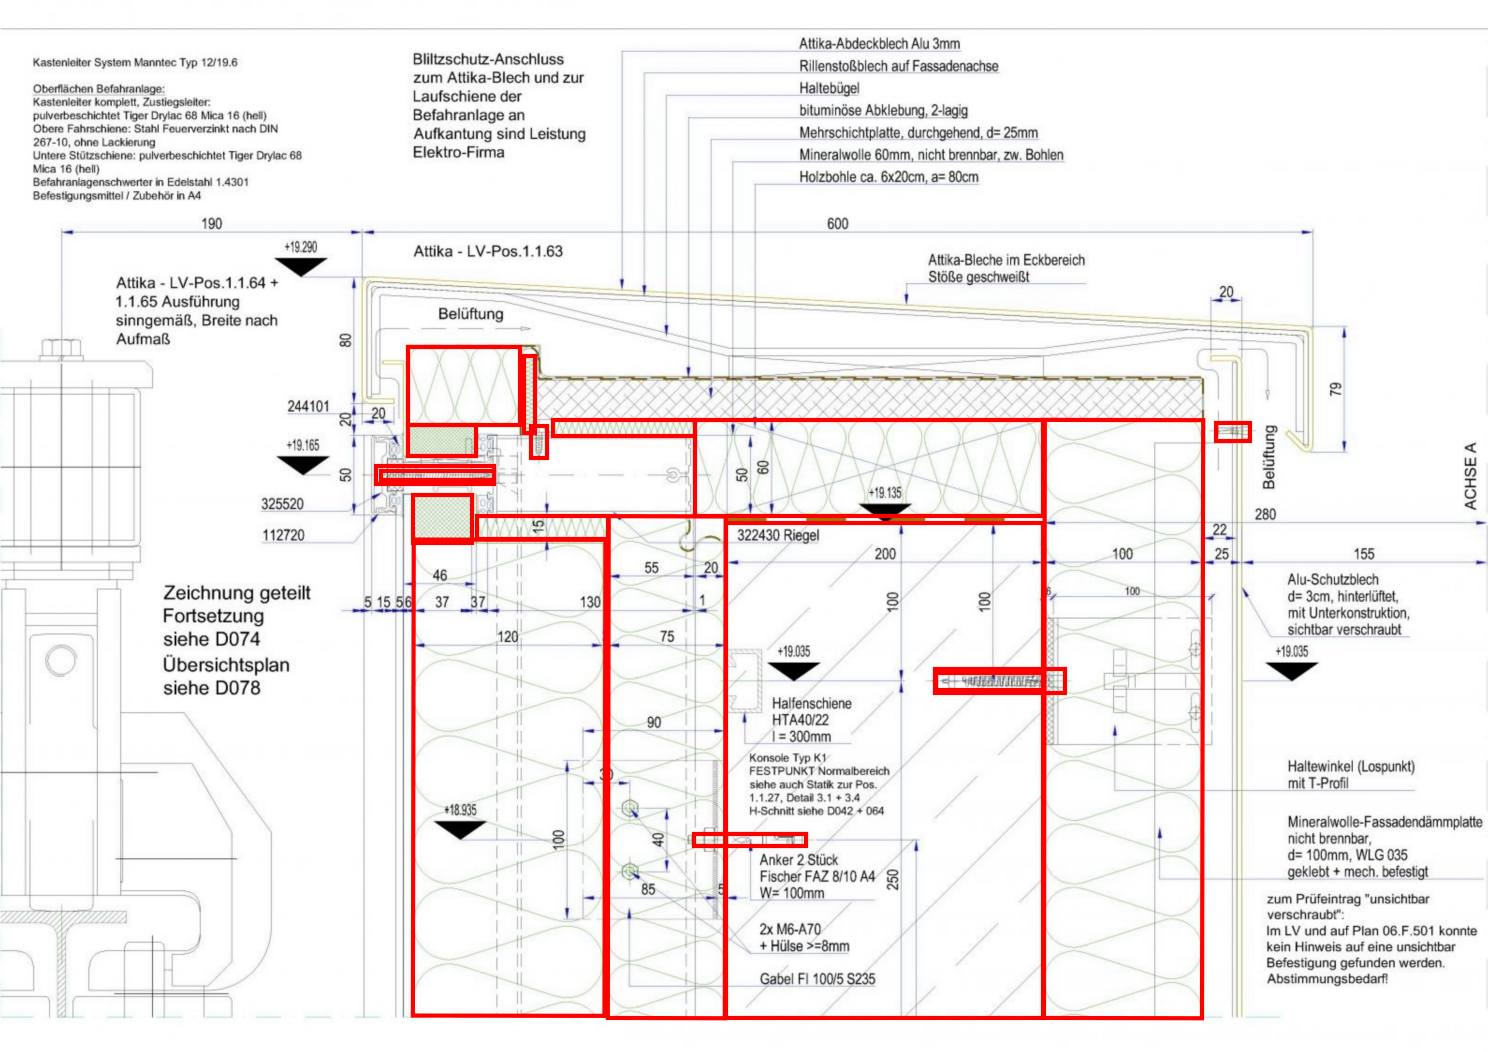 Kastenleiter System Manntec Typ 12/19.6
Oberflächen Befahranlage:
Kastenleiter komplett, Zustiegsleiter:
pulverbeschichtet Tiger Drylac 68 Mica 16 (hell)
Obere Fahrschiene: Stahl Feuerverzinkt nach DIN
267-10, ohne Lackierung
Untere Stützschiene: pulverbeschichtet Tiger Drylac 68
Mica 16 (hell)
Befahranlagenschwerter in Edelstahl 1.4301
Befestigungsmittel / Zubehör in A4
Bliltzschutz-Anschluss
zum Attika-Blech und zur
Laufschiene der
Befahranlage an
Aufkantung sind Leistung
Elektro-Firma
Attika-Abdeckblech Alu 3mm
Rillenstoßblech auf Fassadenachse
Haltebügel
bituminöse Abklebung, 2-lagig
Mehrschichtplatte, durchgehend, d= 25mm
Mineralwolle 60mm, nicht brennbar, zw. Bohlen
Holzbohle ca. 6x20cm, a= 80cm
190
600
+19.290
Attika - LV-Pos.1.1.63
Attika-Bleche im Eckbereich
Stöße geschweißt
Attika - LV-Pos.1.1.64 +
1.1.65 Ausführung
sinngemäß, Breite nach
Aufmaß
20
Belüftung
80
79
244101
20
20
+19.165
50
50
60
Belüftung
ACHSE A
+19.135
325520
112720
15
322430 Riegel
280
22
200
100
25
155
46
55
20
5
15
5
6
37
37
130
1
100
100
100
Zeichnung geteilt
Fortsetzung
siehe D074
Übersichtsplan
siehe D078
120
75
+19.035
+19.035
Alu-Schutzblech
d= 3cm, hinterlüftet,
mit Unterkonstruktion,
sichtbar verschraubt
Halfenschiene
HTA40/22
l = 300mm
90
30
Konsole Typ K1
FESTPUNKT Normalbereich
siehe auch Statik zur Pos.
1.1.27, Detail 3.1 + 3.4
H-Schnitt siehe D042 + 064
Haltewinkel (Lospunkt)
mit T-Profil
+18.935
100
40
85
5
250
Anker 2 Stück
Fischer FAZ 8/10 A4
W= 100mm
Mineralwolle-Fassadendämmplatte
nicht brennbar,
d= 100mm, WLG 035
geklebt + mech. befestigt
2x M6-A70
+ Hülse >=8mm
Gabel Fl 100/5 S235
zum Prüfeintrag "unsichtbar
verschraubt":
Im LV und auf Plan 06.F.501 konnte
kein Hinweis auf eine unsichtbar
Befestigung gefunden werden.
Abstimmungsbedarf!